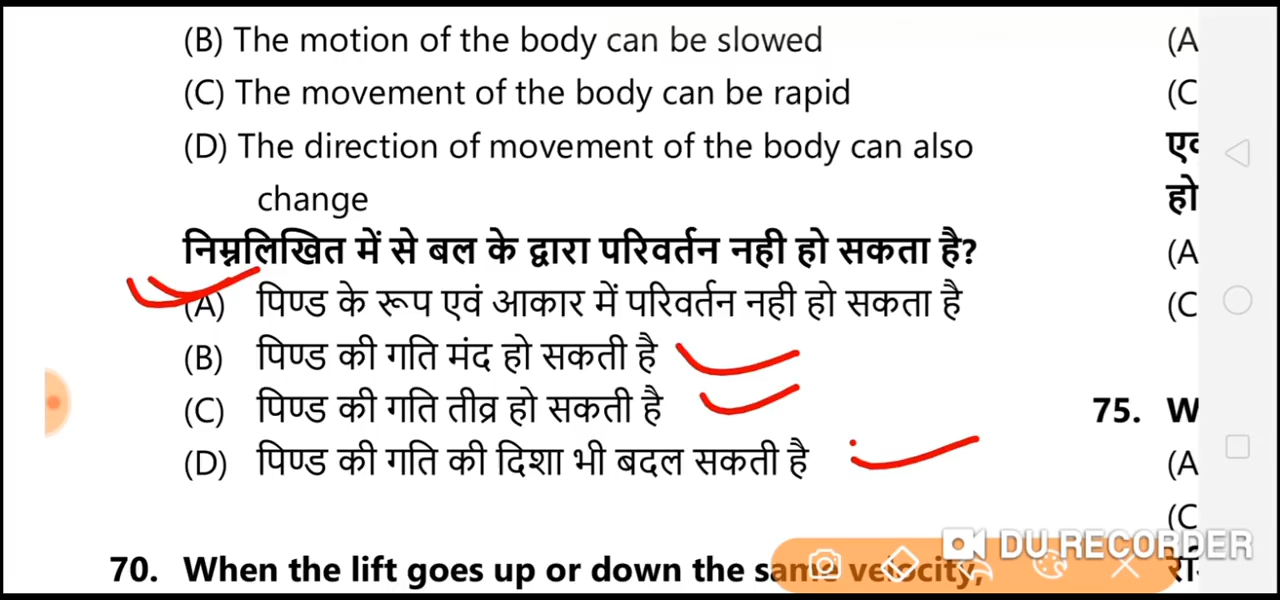 (B) The motion of the body can be slowed
(C) The movement of the body can be rapid
(D) The direction of movement of the body can also
change
निम्नलिखित में से बल के द्वारा परिवर्तन नही हो सकता है?
(A) पिण्ड के रूप एवं आकार में परिवर्तन नही हो सकता है
(B) पिण्ड की गति मंद हो सकती है
(C) पिण्ड की गति तीव्र हो सकती है
(D) पिण्ड की गति की दिशा भी बदल सकती है
70. When the lift goes up or down the same velocity,
(A
(C
हो
(A
(C
75. W
(A
(C
DU RECORDER